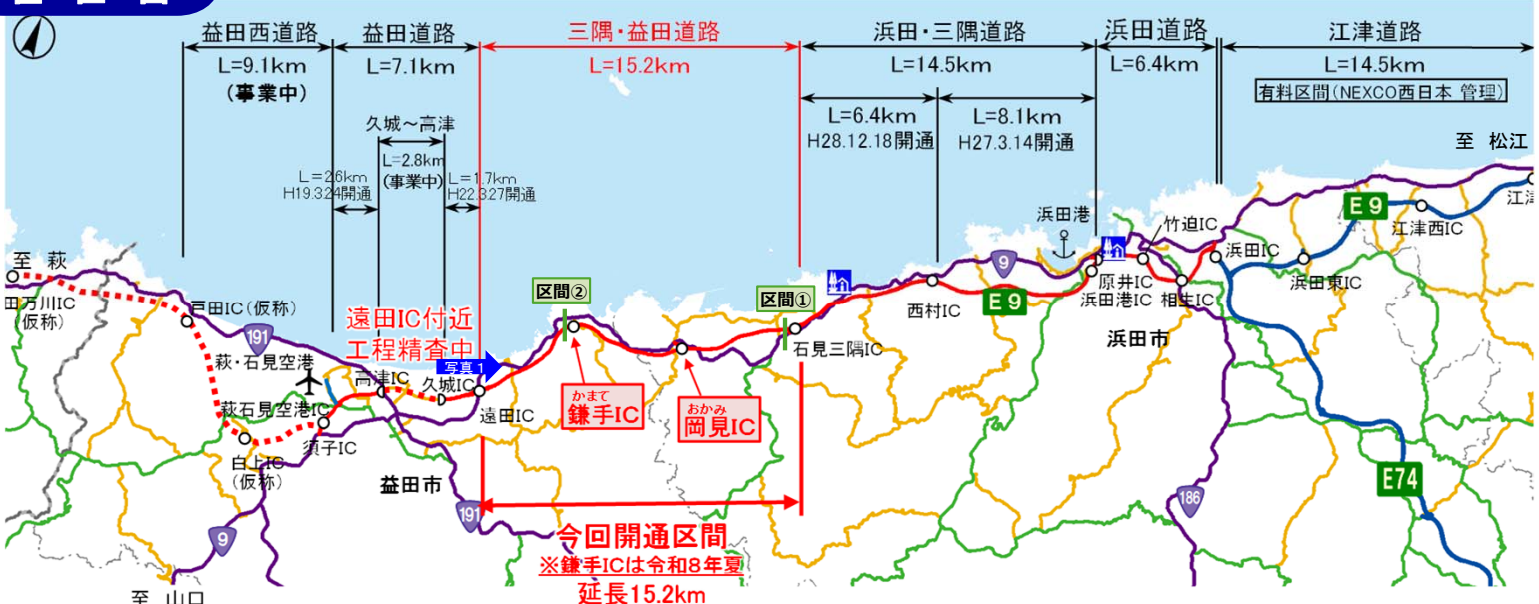 益田西道路
L=9.1km
(事業中)
益田道路
L=7.1km
三隅・益田道路
L=15.2km
浜田・三隅道路
L=14.5km
浜田道路
L=6.4km
江津道路
L=14.5km
有料区間(NEXCO西日本 管理)
久城~高津
L=2.8km
(事業中)
L=2.6km
H19.3.24開通
L=1.7km
H22.3.27開通
L=6.4km
H28.12.18開通
L=8.1km
H27.3.14開通
至 松江
至 萩
田万川IC
(仮称)
戸田IC(仮称)
191
萩・石見空港
萩石見空港IC
白上IC
(仮称)
須子IC
高津IC
久城IC
遠田IC付近
工程精査中
写真1
遠田IC
区間②
かまて
鎌手IC
おかみ
岡見IC
区間①
石見三隅IC
西村IC
9
E9
浜田港
原井IC
浜田港IC
竹迫IC
相生IC
浜田IC
浜田東IC
E9
江津西IC
浜田市
益田市
191
9
186
E74
至 山口
今回開通区間
※鎌手ICは令和8年夏
延長15.2km